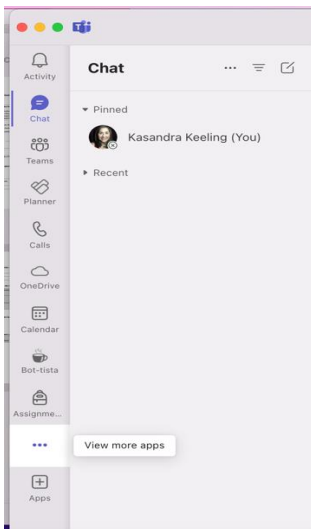 Activity
Chat
Teams
Planner
Calls
OneDrive
Calendar
Bot-tista
Assignme...
View more apps
Apps
Chat
Pinned
Kasandra Keeling (You)
Recent